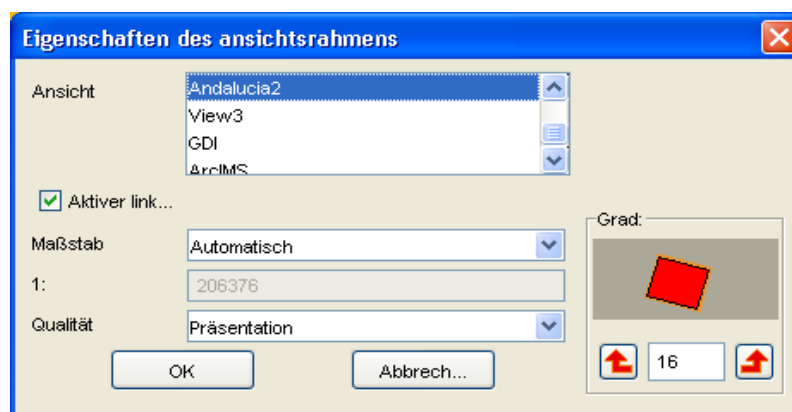 Eigenschaften des ansichtsrahmens
Ansicht
Andalucia2
View3
GDI
ArcIMS
Aktiver link...
Grad:
Maßstab
Automatisch
1:
206376
Qualität
Präsentation
OK
Abbrech...
16